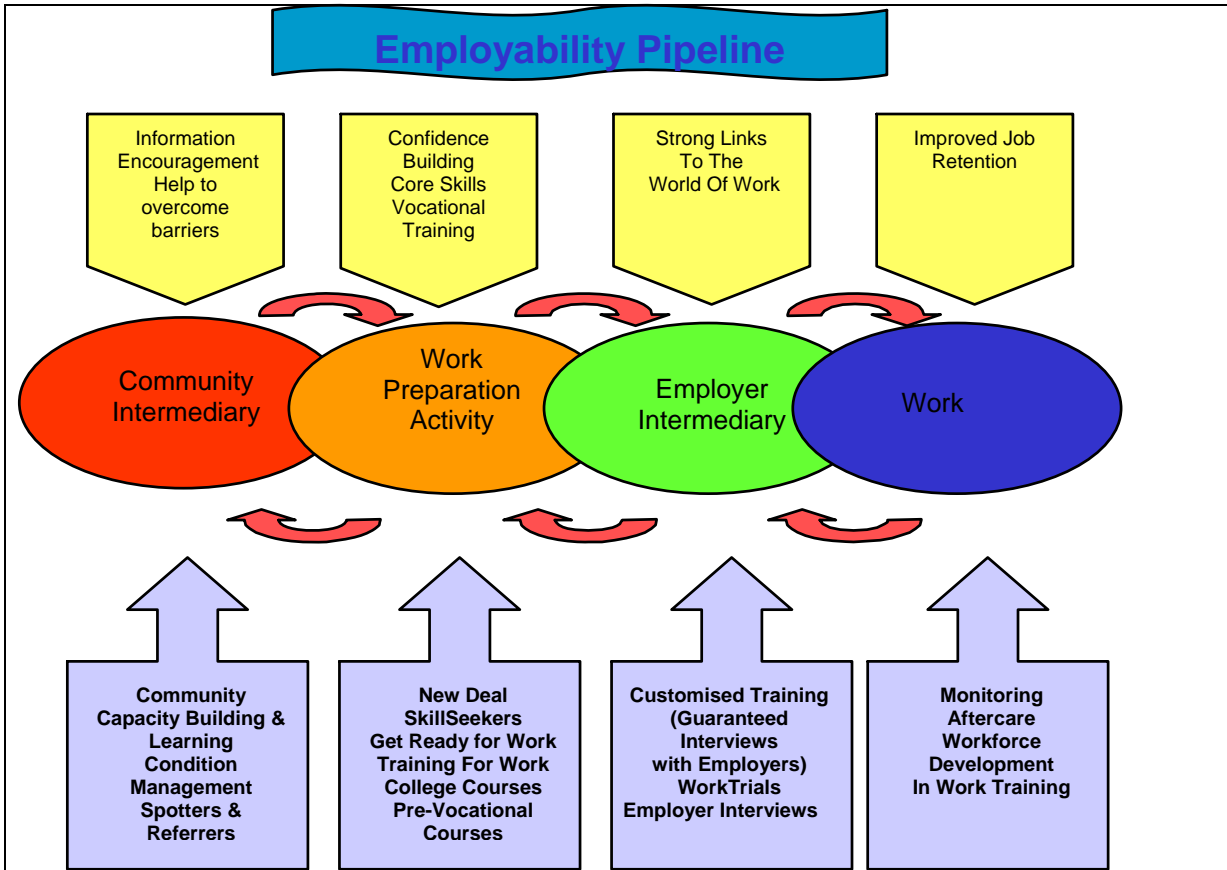 Employability Pipeline
Information
Encouragement
Help to
overcome
barriers
Confidence
Building
Core Skills
Vocational
Training
Strong Links
To The
World Of Work
Improved Job
Retention
Community
Intermediary
Work
Preparation
Activity
Employer
Intermediary
Work
Community
Capacity Building &
Learning
Condition
Management
Spotters &
Referrers
New Deal
SkillSeekers
Get Ready for Work
Training For Work
College Courses
Pre-Vocational
Courses
Customised Training
(Guaranteed
Interviews
with Employers)
WorkTrials
Employer Interviews
Monitoring
Aftercare
Workforce
Development
In Work Training